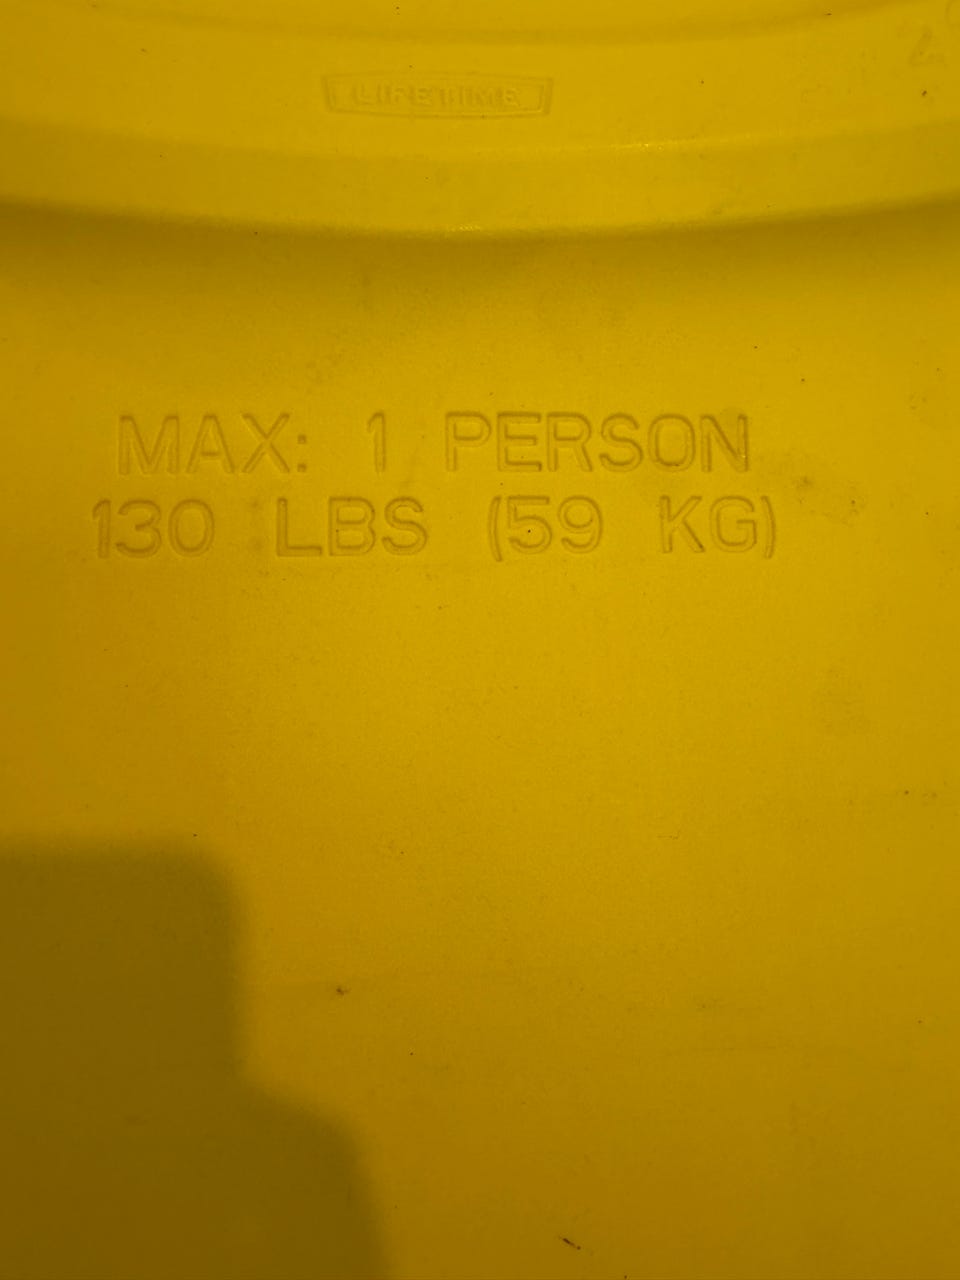 LIFETIME
MAX: 1 PERSON
130 LBS (59 KG)